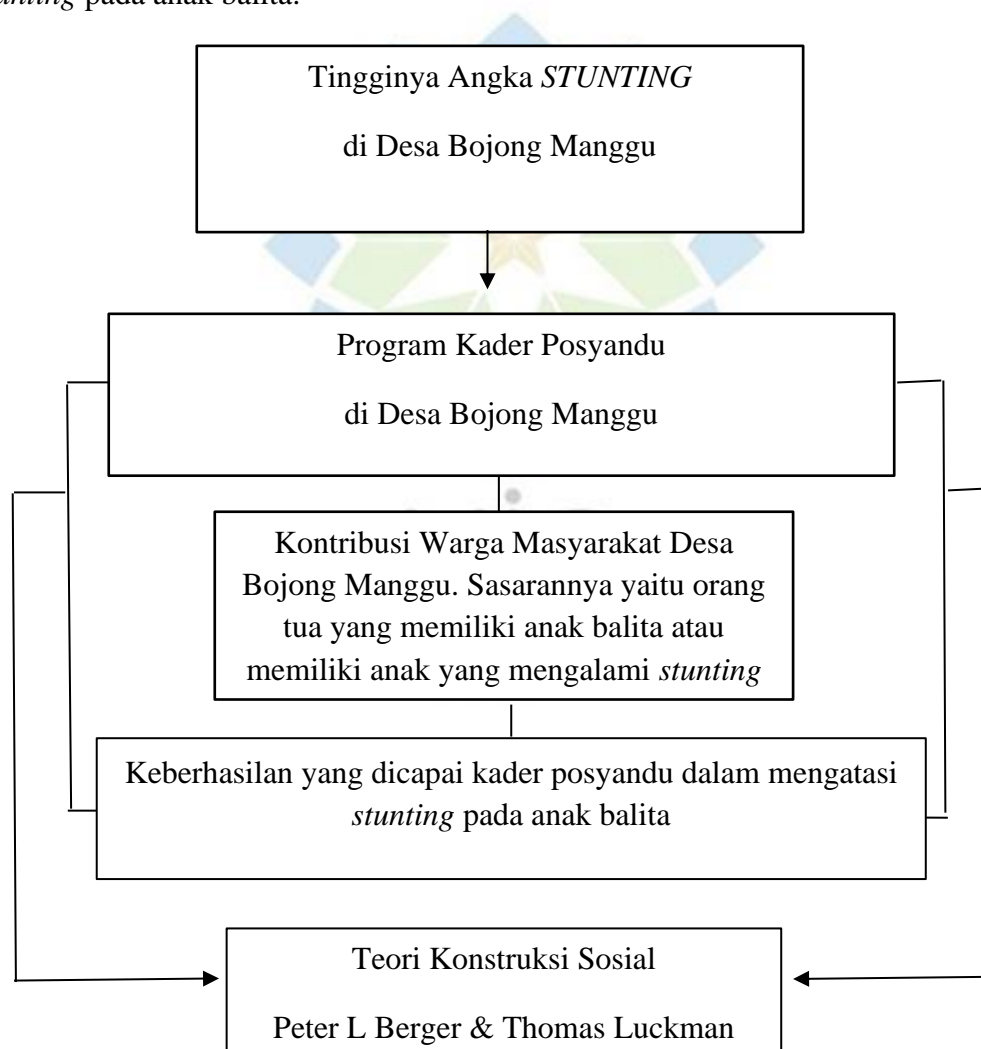 pada anak balita.
Tingginya Angka STUNTING
di Desa Bojong Manggu
Program Kader Posyandu
di Desa Bojong Manggu
Kontribusi Warga Masyarakat Desa
Bojong Manggu. Sasarannya yaitu orang
tua yang memiliki anak balita atau
memiliki anak yang mengalami stunting
Keberhasilan yang dicapai kader posyandu dalam mengatasi
stunting pada anak balita
Teori Konstruksi Sosial
Peter L Berger & Thomas Luckman